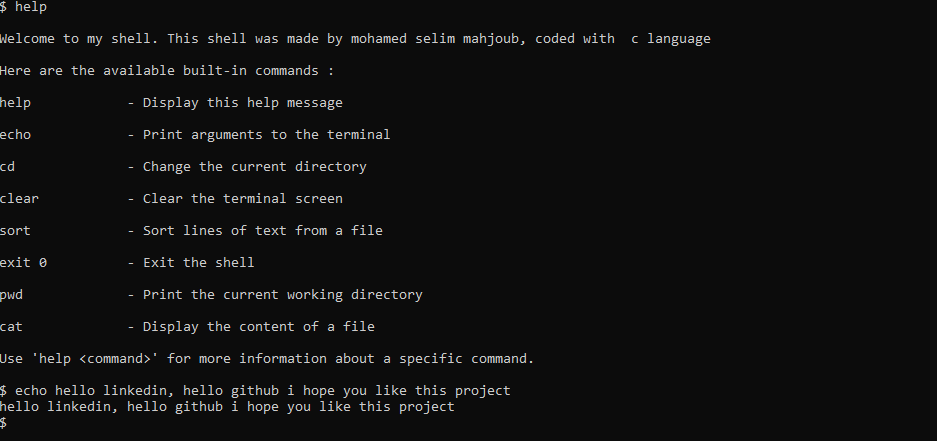 $ help
Welcome to my shell. This shell was made by mohamed selim mahjoub, coded with  c language
Here are the available built-in commands :
help            - Display this help message
echo            - Print arguments to the terminal
cd              - Change the current directory
clear           - Clear the terminal screen
sort            - Sort lines of text from a file
exit 0          - Exit the shell
pwd             - Print the current working directory
cat             - Display the content of a file
Use 'help <command>' for more information about a specific command.
$ echo hello linkedin, hello github i hope you like this project
hello linkedin, hello github i hope you like this project
$